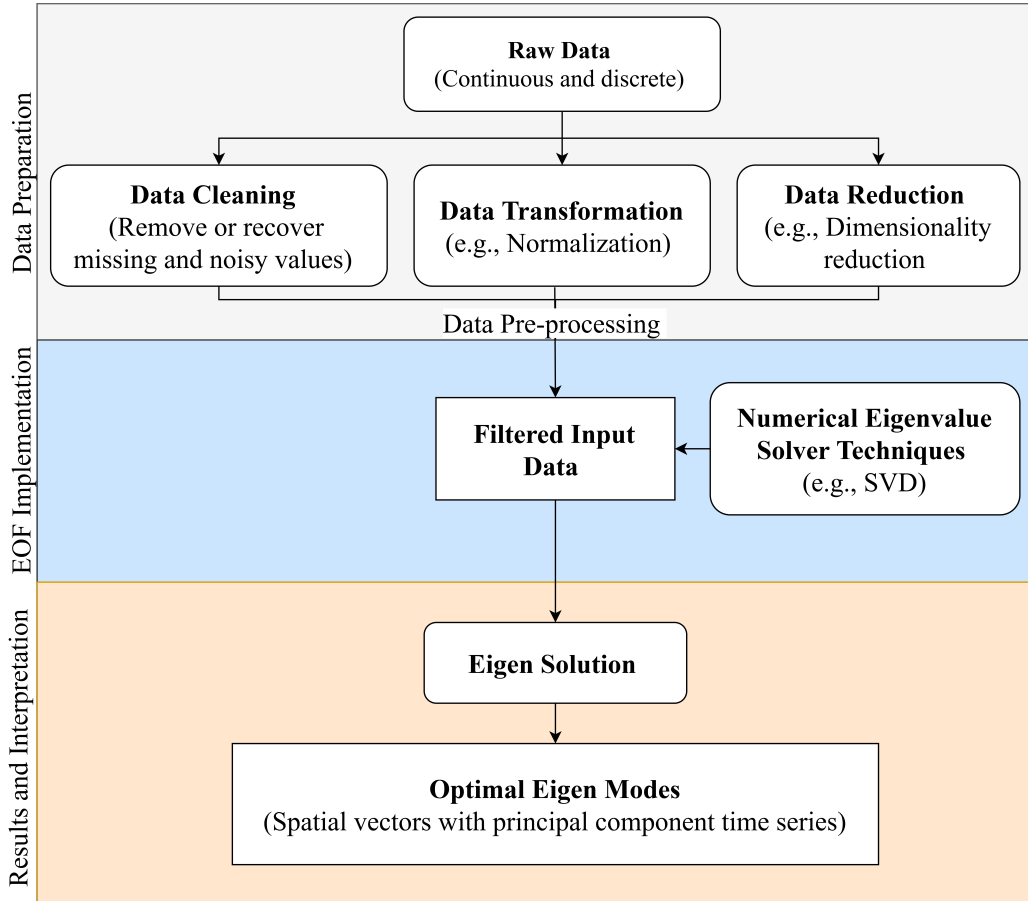 Data Preparation
Raw Data
(Continuous and discrete)
Data Cleaning
(Remove or recover
missing and noisy values)
Data Transformation
(e.g., Normalization)
Data Reduction
(e.g., Dimensionality
reduction
Data Pre-processing
EOF Implementation
Filtered Input
Data
Numerical Eigenvalue
Solver Techniques
(e.g., SVD)
Results and Interpretation
Eigen Solution
Optimal Eigen Modes
(Spatial vectors with principal component time series)